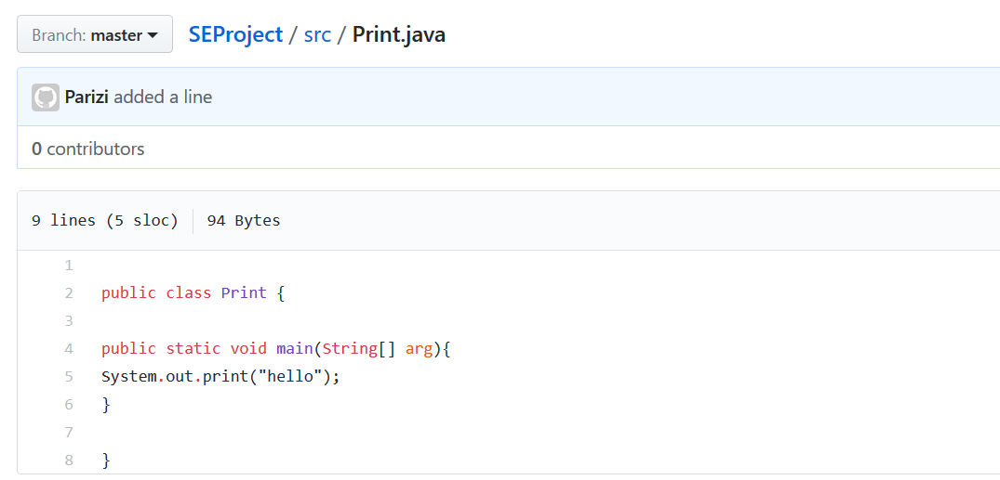 Branch: master SEProject / src / Print.java
Parizi added a line
0 contributors
9 lines (5 sloc) 94 Bytes
1
2 public class Print {
3
4 public static void main(String[] arg){
5 System.out.print("hello");
6 }
7
8 }